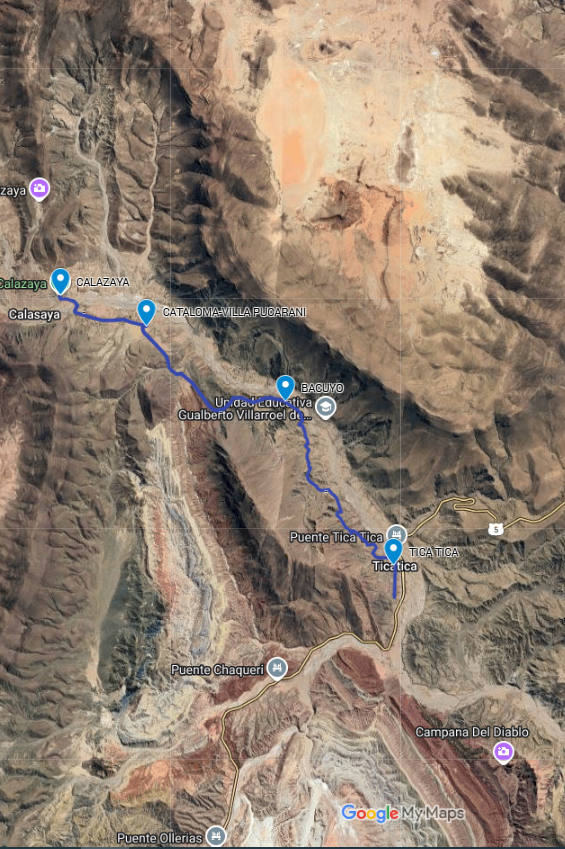 zaya
Calazaya
CALAZAYA
Calasaya
CATALOMA-VILLA PUCARANI
BACUYO
Unidad Educativa
Gualberto Villarroel de...
5
Puente Tica Tica
TICA TICA
Ticatica
Puente Chaqueri
Campana Del Diablo
Google My Maps
Puente Ollerias